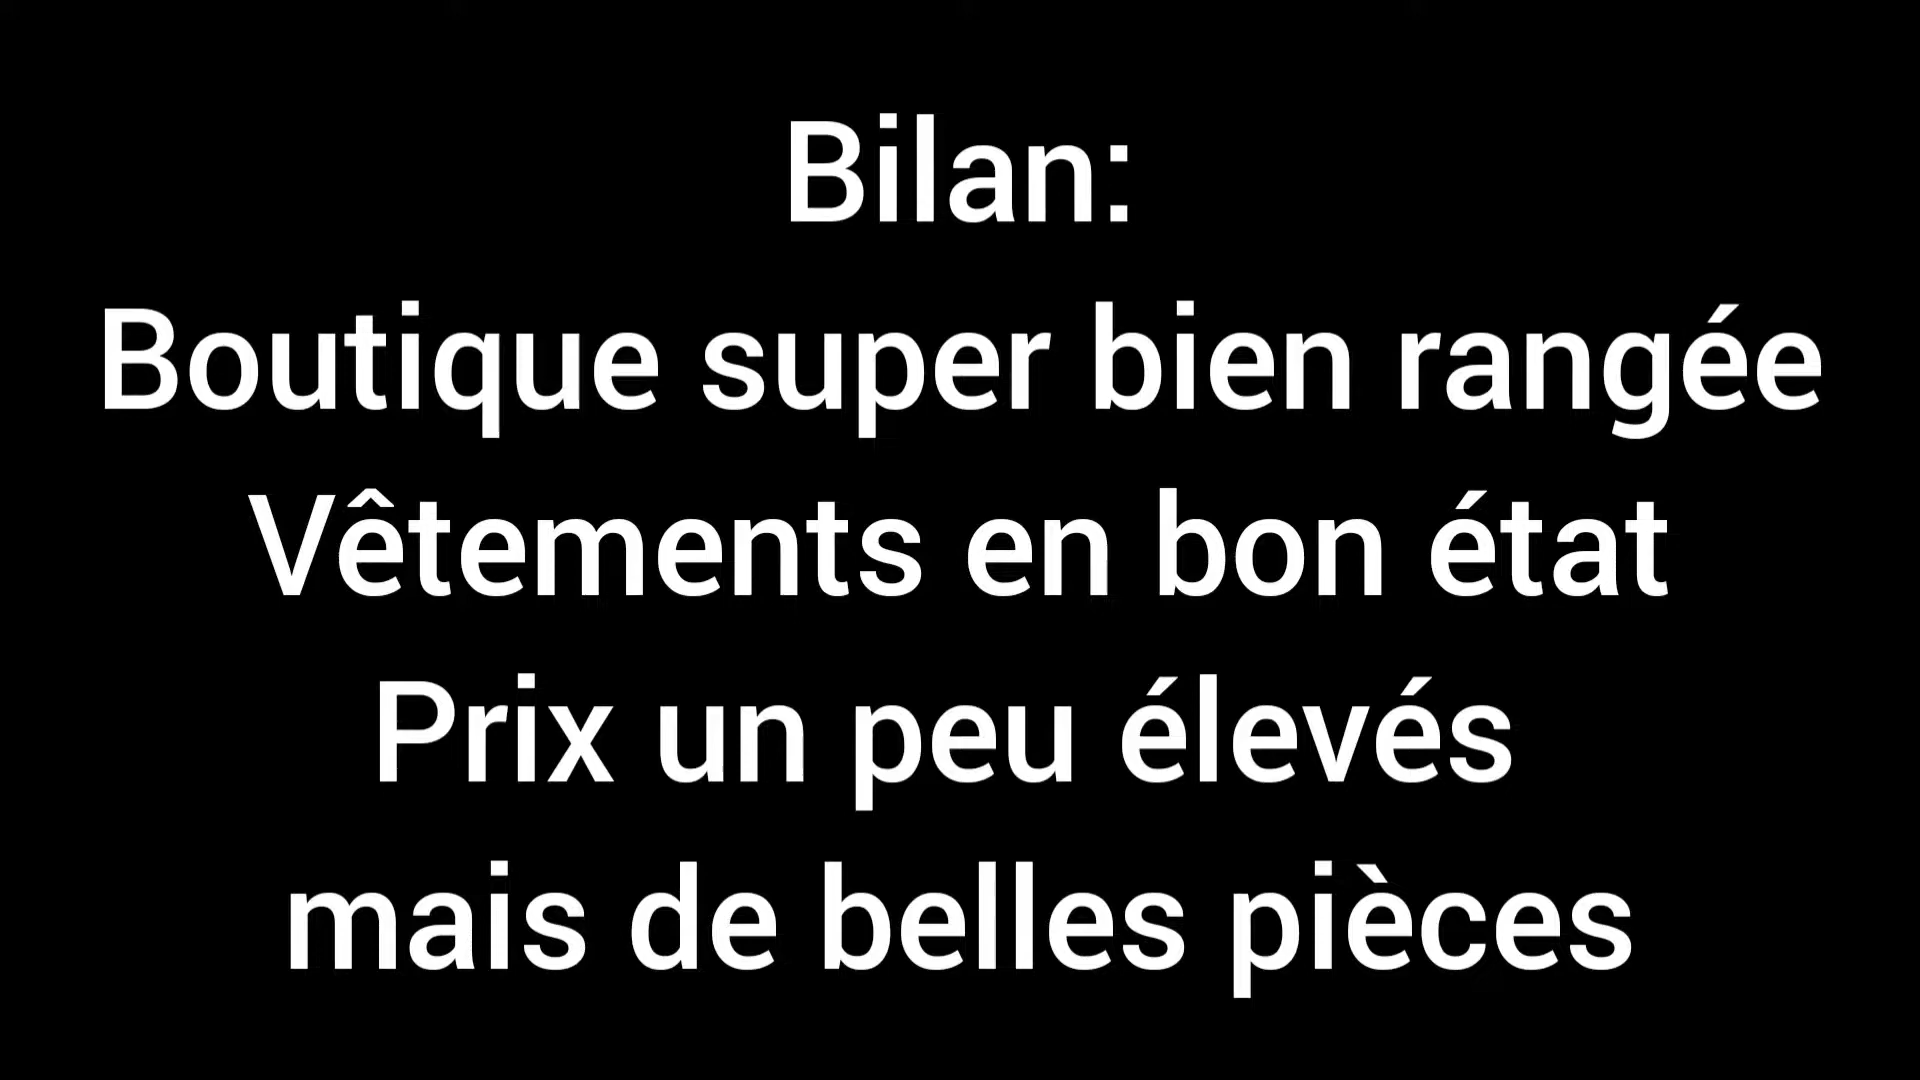 Bilan:
Boutique super bien rangée
Vêtements en bon état
Prix un peu élevés
mais de belles pièces